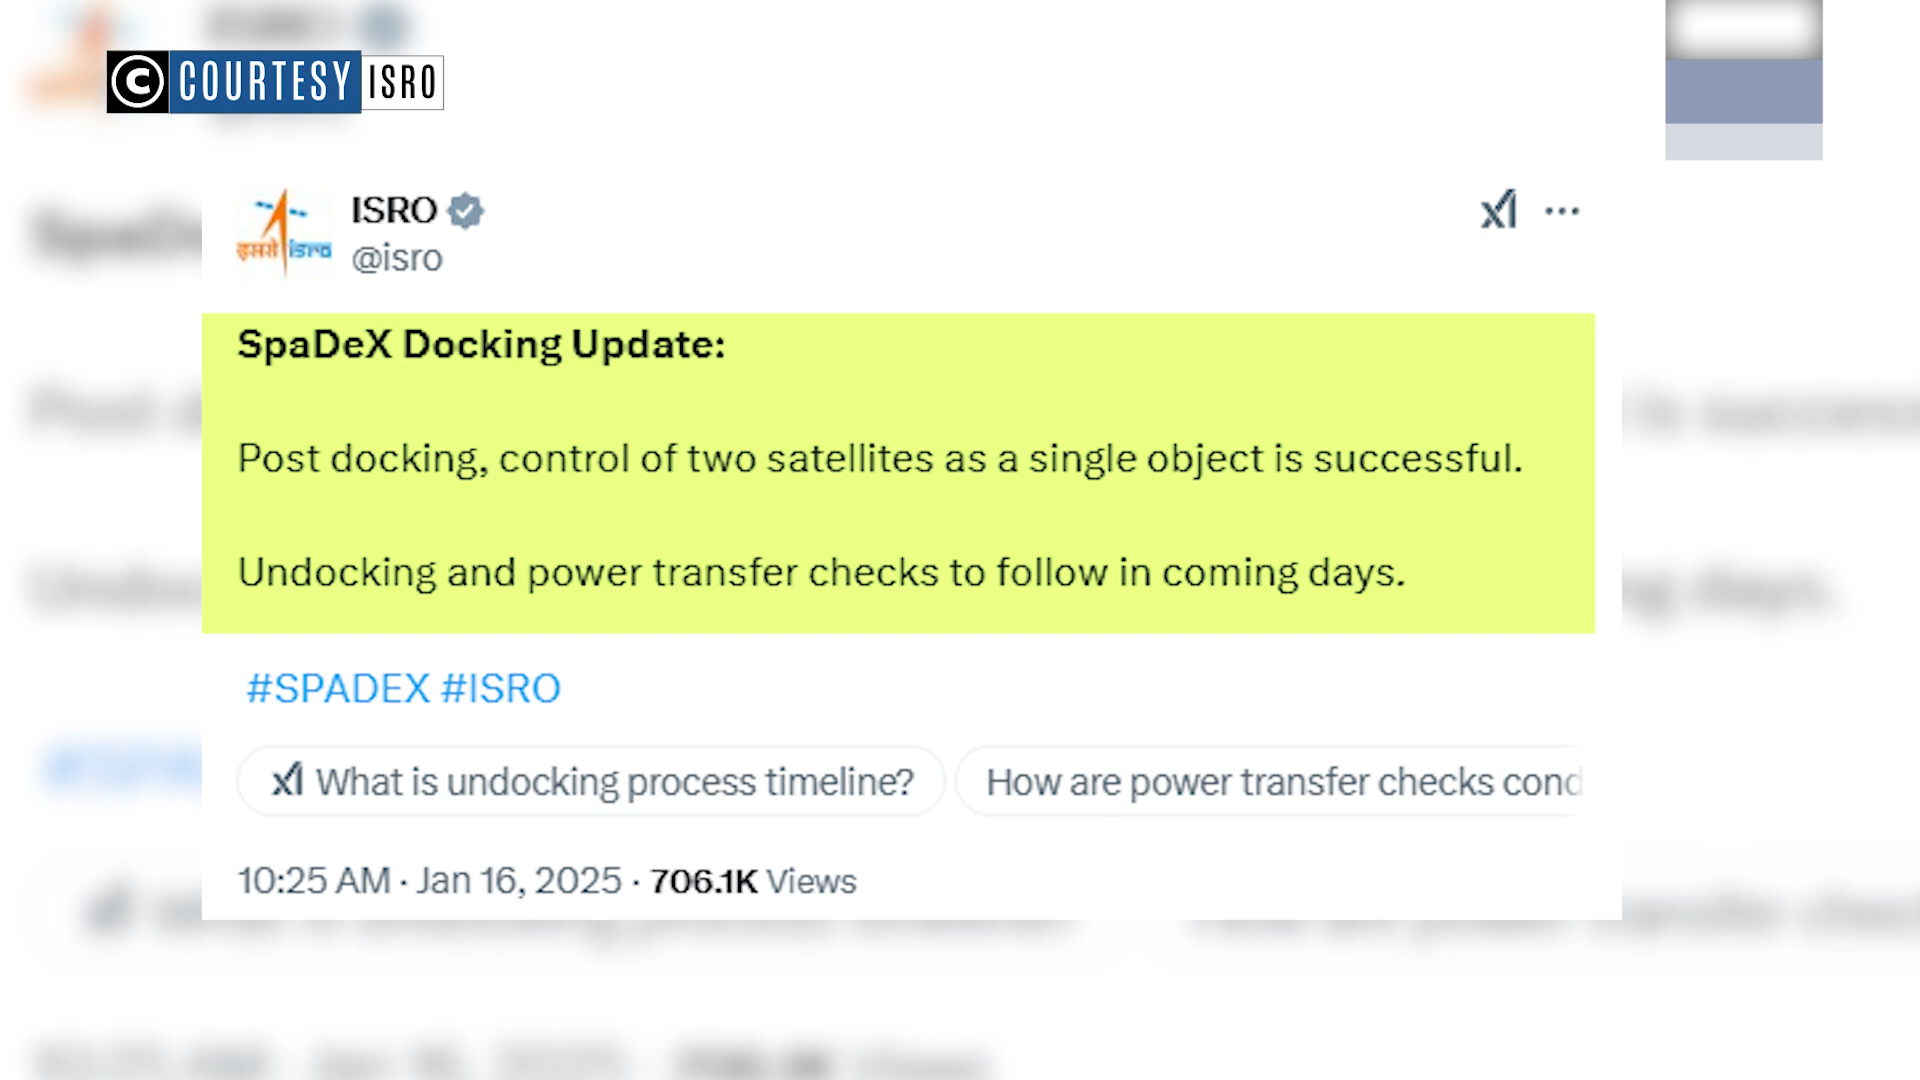 © COURTESY ISRO
ISRO
@isro
इसरो isro
SpaDeX Docking Update:
Post docking, control of two satellites as a single object is successful.
Undocking and power transfer checks to follow in coming days.
#SPADEX #ISRO
What is undocking process timeline?
How are power transfer checks cond
10:25 AM · Jan 16, 2025 · 706.1K Views